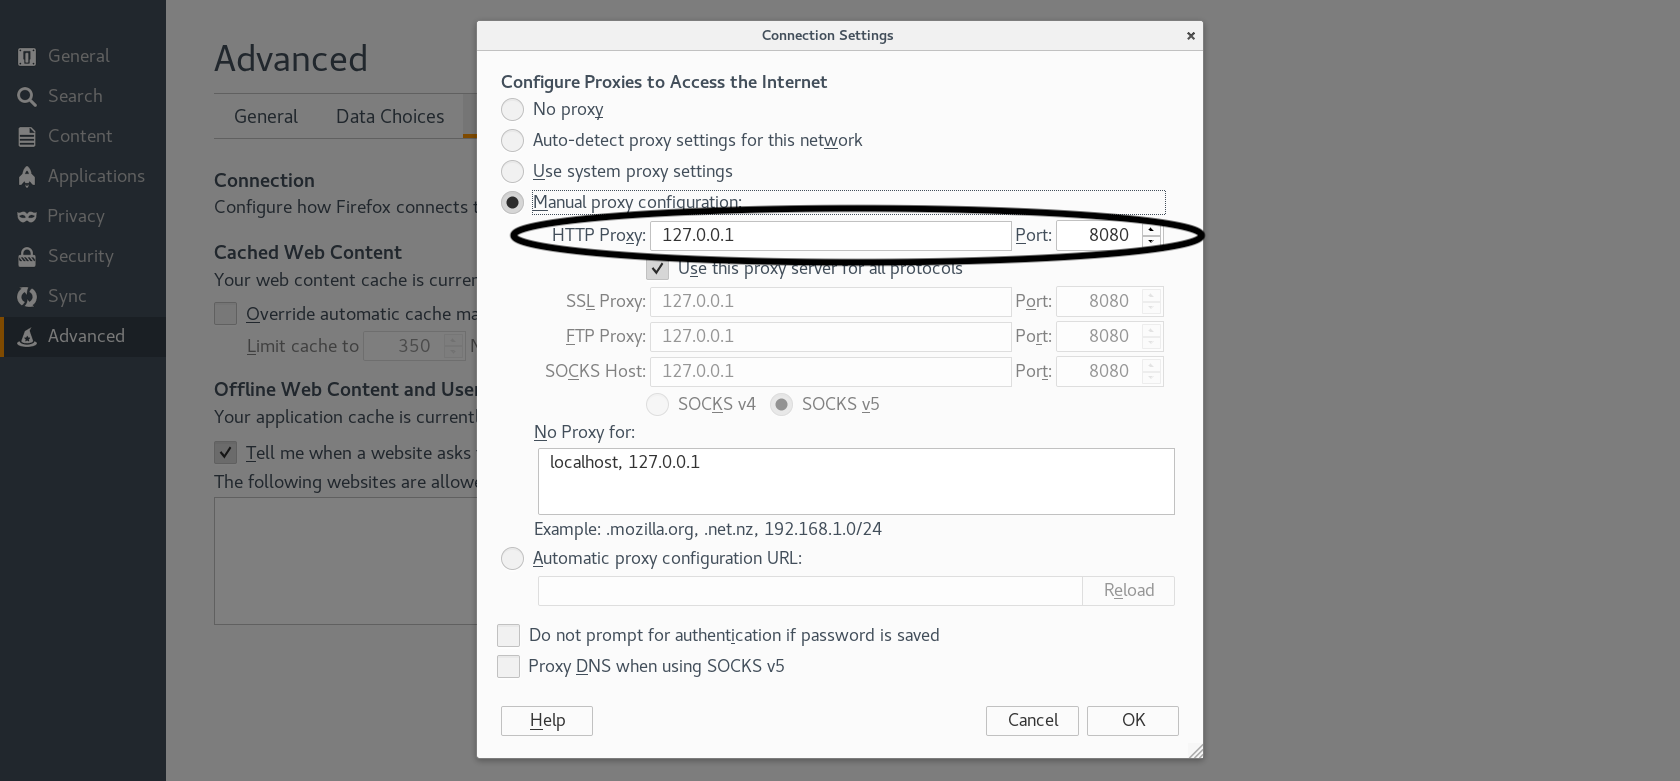 General
Search
Content
Applications
Privacy
Security
Sync
Advanced
Advanced
General Data Choices
Connection
Configure how Firefox connects t
Cached Web Content
Your web content cache is currer
Override automatic cache ma
Limit cache to 350
Offline Web Content and User
Your application cache is currentl
Tell me when a website asks
The following websites are allowe
Connection Settings
Configure Proxies to Access the Internet
No proxy
Auto-detect proxy settings for this network
Use system proxy settings
Manual proxy configuration:
HTTP Proxy: 127.0.0.1 Port: 8080
Use this proxy server for all protocols
SSL Proxy: 127.0.0.1 Port: 8080
FTP Proxy: 127.0.0.1 Port: 8080
SOCKS Host: 127.0.0.1 Port: 8080
SOCKS v4 SOCKS v5
No Proxy for:
localhost, 127.0.0.1
Example: .mozilla.org, .net.nz, 192.168.1.0/24
Automatic proxy configuration URL:
Reload
Do not prompt for authentication if password is saved
Proxy DNS when using SOCKS v5
Help Cancel OK